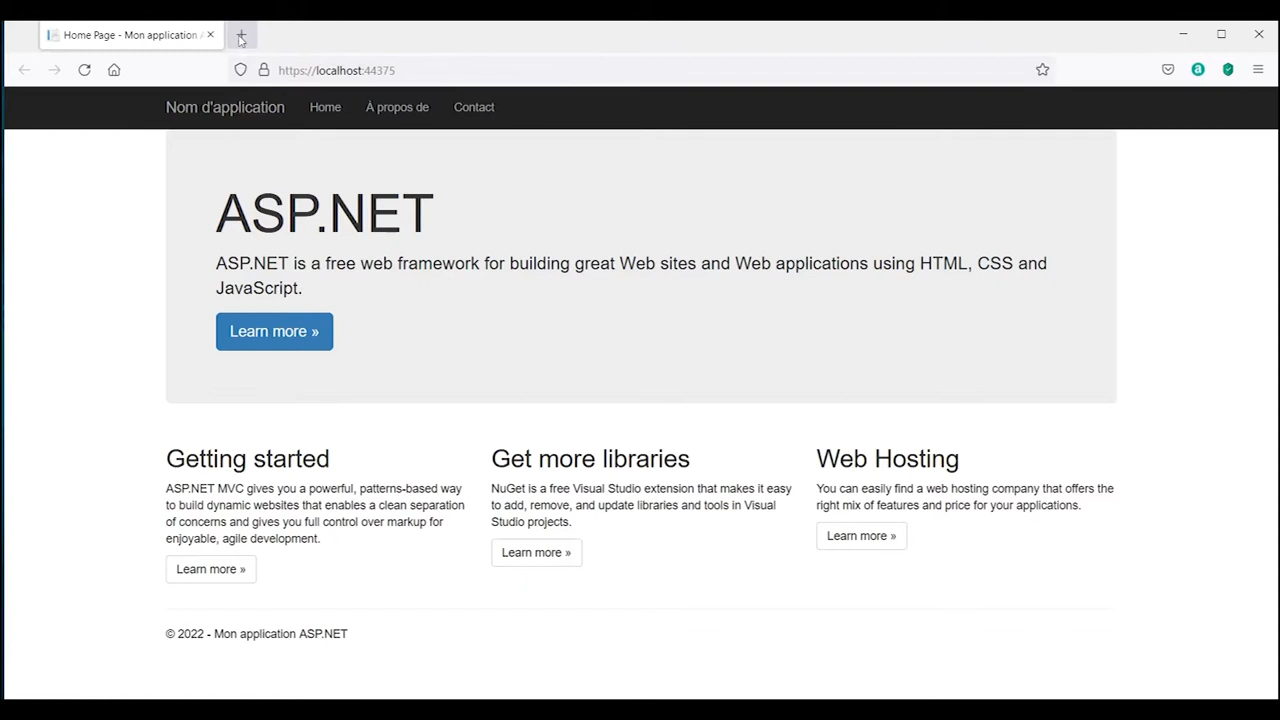 Home Page - Mon application A
https://localhost:44375
Nom d'application Home À propos de Contact
ASP.NET
ASP.NET is a free web framework for building great Web sites and Web applications using HTML, CSS and
JavaScript.
Learn more »
Getting started
ASP.NET MVC gives you a powerful, patterns-based way
to build dynamic websites that enables a clean separation
of concerns and gives you full control over markup for
enjoyable, agile development.
Learn more »
Get more libraries
NuGet is a free Visual Studio extension that makes it easy
to add, remove, and update libraries and tools in Visual
Studio projects.
Learn more »
Web Hosting
You can easily find a web hosting company that offers the
right mix of features and price for your applications.
Learn more »
© 2022 - Mon application ASP.NET